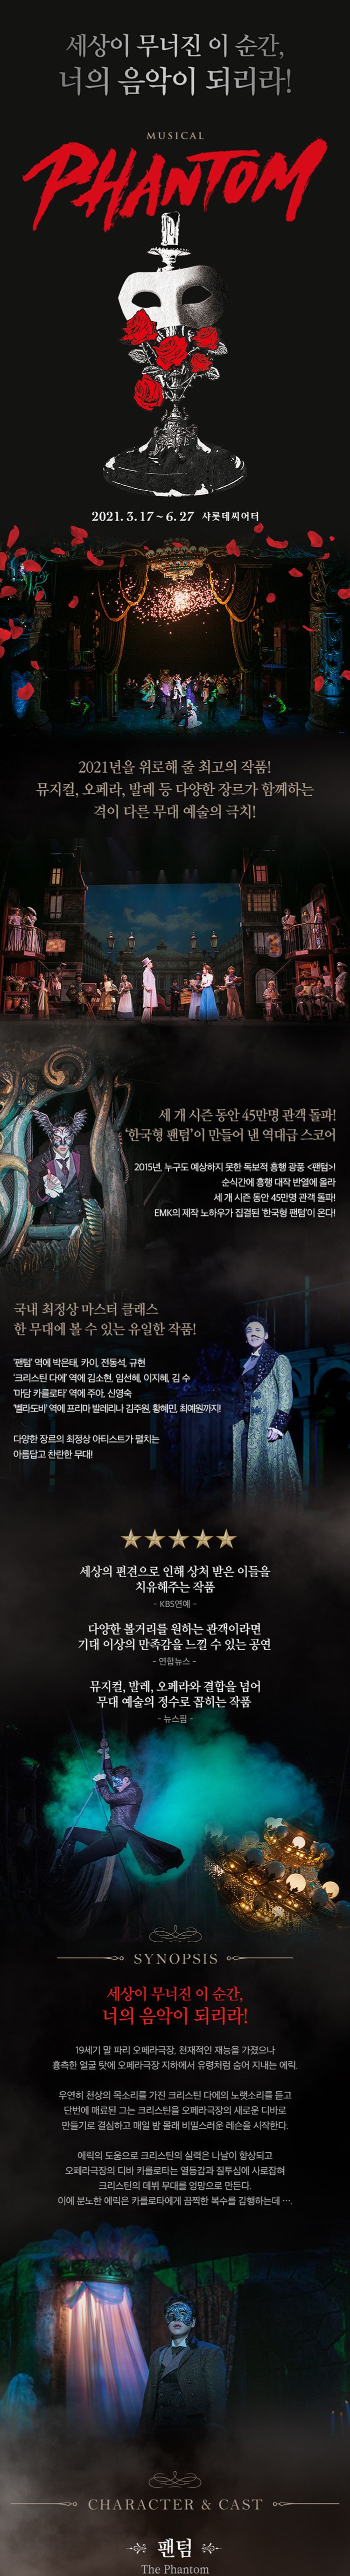 세상이 무너진 이 순간,
너의 음악이 되리라!
MUSICAL
PHANTOM
2021. 3. 17 ~ 6. 27 샤롯데씨어터
2021년을 위로해 줄 최고의 작품!
뮤지컬, 오페라, 발레 등 다양한 장르가 함께하는
격이 다른 무대 예술의 극치!
세 개 시즌 동안 45만명 관객 돌파!
'한국형 팬텀'이 만들어 낸 역대급 스코어
2015년, 누구도 예상하지 못한 독보적 흥행 광풍 <팬텀>!
순식간에 흥행 대작 반열에 올라
세 개 시즌 동안 45만명 관객 돌파!
EMK의 제작 노하우가 집결된 '한국형 팬텀'이 온다!
국내 최정상 마스터 클래스
한 무대에 볼 수 있는 유일한 작품!
'팬텀' 역에 박은태, 카이, 전동석, 규현
'크리스틴 다에' 역에 김소현, 임선혜, 이지혜, 김 수
'마담 카를로타' 역에 주아, 신영숙
'벨라도바' 역에 프리마 발레리나 김주원, 황혜민, 최예원까지!
다양한 장르의 최정상 아티스트가 펼치는
아름답고 찬란한 무대!
세상의 편견으로 인해 상처 받은 이들을
치유해주는 작품
- KBS연예 -
다양한 볼거리를 원하는 관객이라면
기대 이상의 만족감을 느낄 수 있는 공연
- 연합뉴스 -
뮤지컬, 발레, 오페라와 결합을 넘어
무대 예술의 정수로 꼽히는 작품
- 뉴스핌 -
SYNOPSIS
세상이 무너진 이 순간,
너의 음악이 되리라!
19세기 말 파리 오페라극장, 천재적인 재능을 가졌으나
흉측한 얼굴 탓에 오페라극장 지하에서 유령처럼 숨어 지내는 에릭.
우연히 천상의 목소리를 가진 크리스틴 다에의 노랫소리를 듣고
단번에 매료된 그는 크리스틴을 오페라극장의 새로운 디바로
만들기로 결심하고 매일 밤 몰래 비밀스러운 레슨을 시작한다.
에릭의 도움으로 크리스틴의 실력은 나날이 향상되고
오페라극장의 디바 카를로타는 열등감과 질투심에 사로잡혀
크리스틴의 데뷔 무대를 엉망으로 만든다.
이에 분노한 에릭은 카를로타에게 끔찍한 복수를 감행하는데 ….
CHARACTER & CAST
팬텀
The Phantom